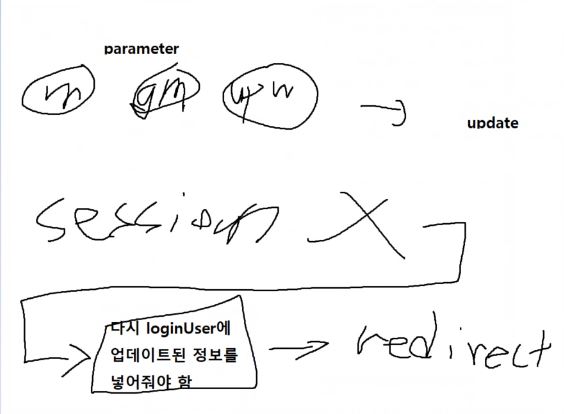 parameter
m gm upw →
update
session X
다시 loginUser에
업데이트된 정보를
넣어줘야 함
→ redirect